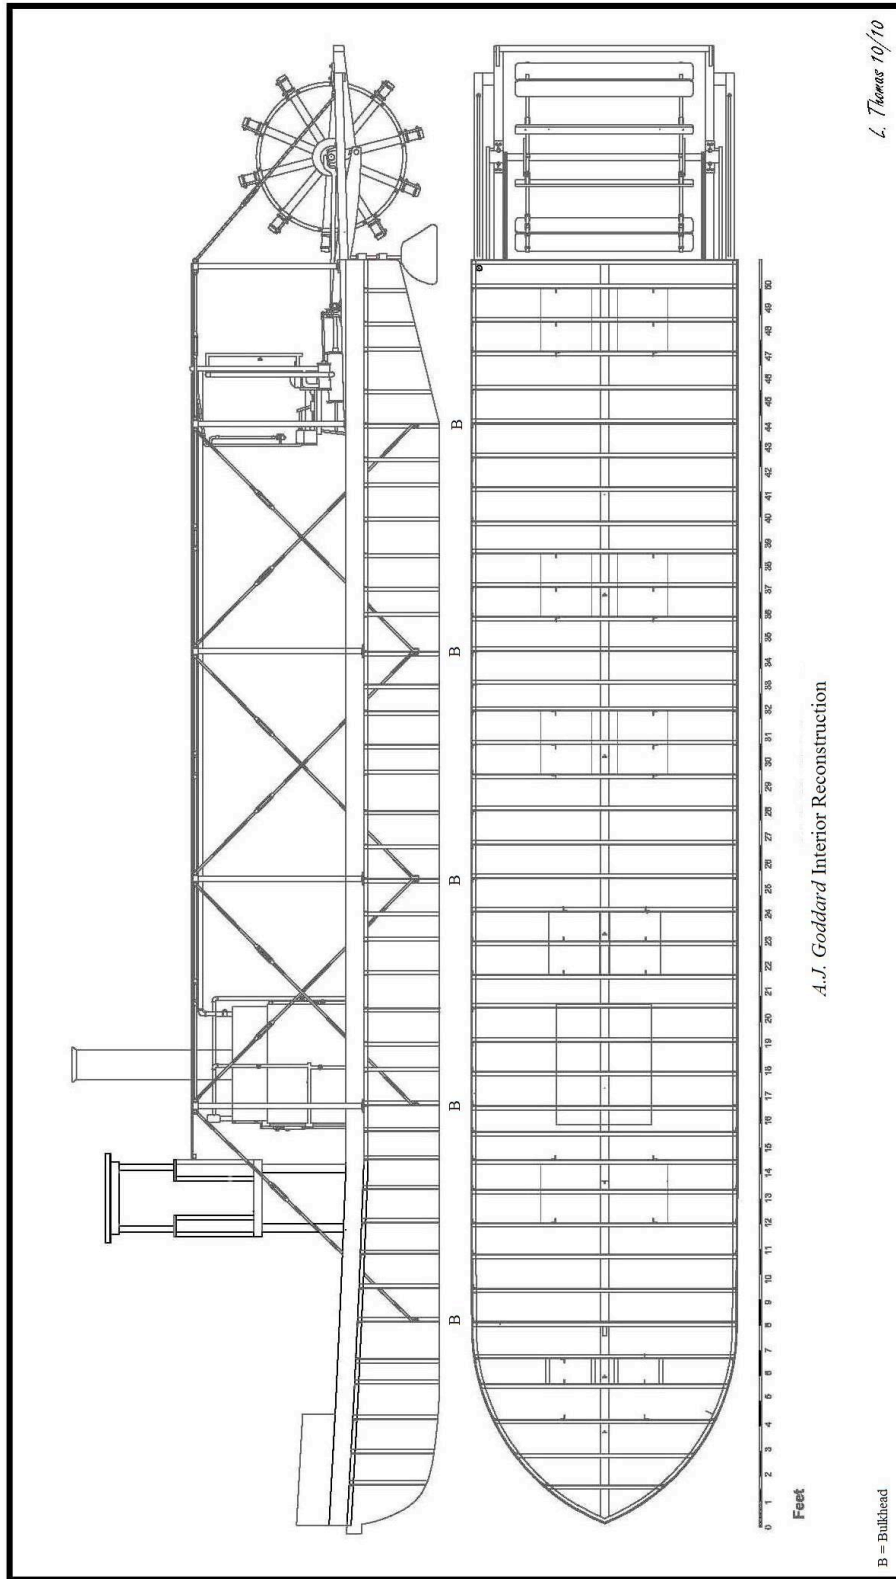 B B B B B
0 1 2 3 4 5 6 7 8 9 10 11 12 13 14 15 16 17 18 19 20 21 22 23 24 25 26 27 28 29 30 31 32 33 34 35 36 37 38 39 40 41 42 43 44 45 46 47 48 49 50
Feet
A.J. Goddard Interior Reconstruction
B = Bulkhead
L. Thomas 10/10